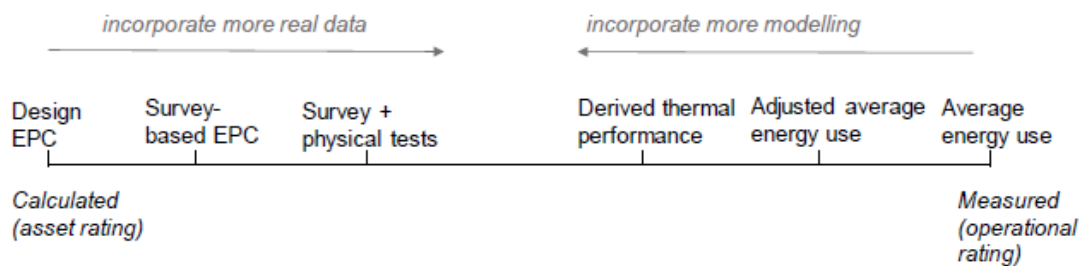 incorporate more real data
incorporate more modelling
Design
EPC
Survey-
based EPC
Survey +
physical tests
Derived thermal
performance
Adjusted average
energy use
Average
energy use
Calculated
(asset rating)
Measured
(operational
rating)